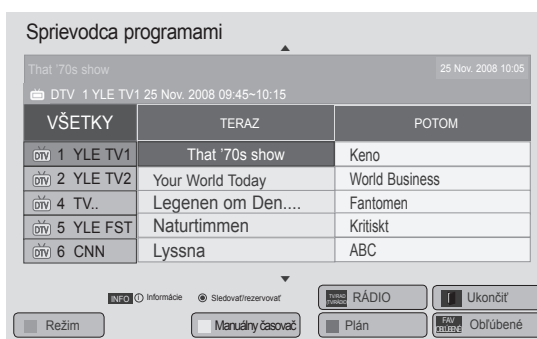 Sprievodca programami
That '70s show 25 Nov. 2008 10:05
DTV 1 YLE TV1 25 Nov. 2008 09:45~10:15
VŠETKY TERAZ POTOM
DTV 1 YLE TV1 That '70s show Keno
DTV 2 YLE TV2 Your World Today World Business
DTV 4 TV.. Legenen om Den.... Fantomen
DTV 5 YLE FST Naturtimmen Kritiskt
DTV 6 CNN Lyssna ABC
INFO i Informácie Sledovať/rezervovať RÁDIO Ukončiť
Režim Manuálny časovač Plán FAV Obľúbené